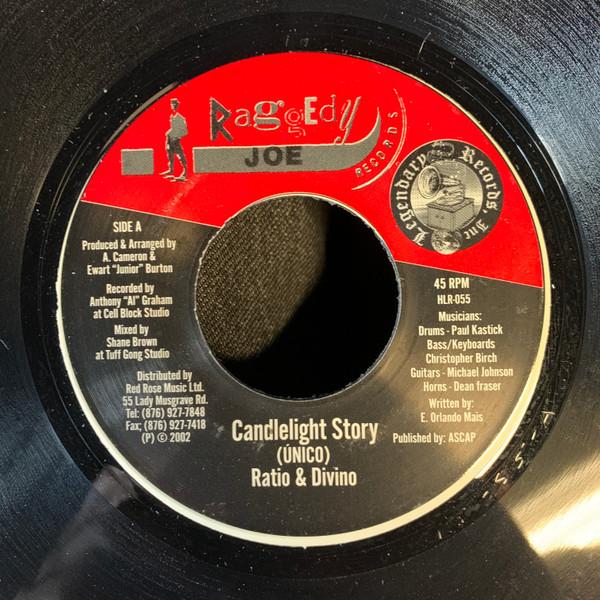 RaggEdy
JOE
RECORDS
Legendary Records, Inc
SIDE A
Produced & Arranged by
A. Cameron &
Ewart "Junior" Burton
Recorded by
Anthony "Al" Graham
at Cell Block Studio
Mixed by
Shane Brown
at Tuff Gong Studio
Distributed by
Red Rose Music Ltd.
55 Lady Musgrave Rd.
Tel: (876) 927-7848
Fax; (876) 927-7418
(P) © 2002
45 RPM
HLR-055
Musicians:
Drums - Paul Kastick
Bass/Keyboards
Christopher Birch
Guitars - Michael Johnson
Horns - Dean fraser
Written by:
E. Orlando Mais
Published by: ASCAP
Candlelight Story
(ÚNICO)
Ratio & Divino